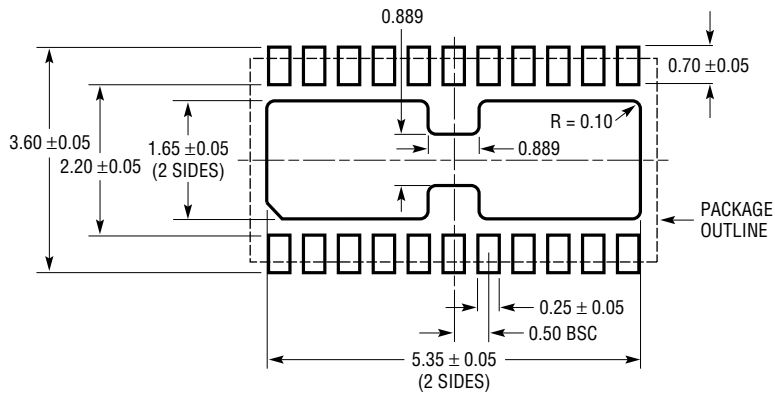 0.889
0.70 ±0.05
R = 0.10
3.60 ±0.05
2.20 ±0.05
1.65 ±0.05
(2 SIDES)
0.889
PACKAGE
OUTLINE
0.25 ± 0.05
0.50 BSC
5.35 ± 0.05
(2 SIDES)